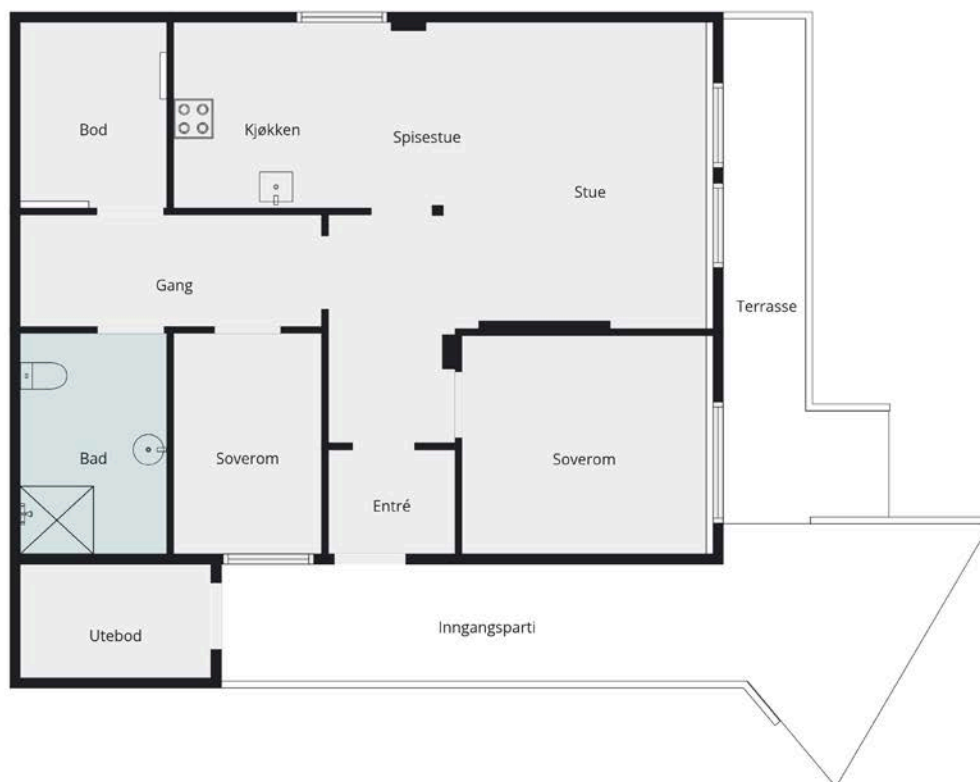 Bod
Kjøkken
Spisestue
Stue
Gang
Terrasse
Bad
Soverom
Soverom
Entré
Utebod
Inngangsparti